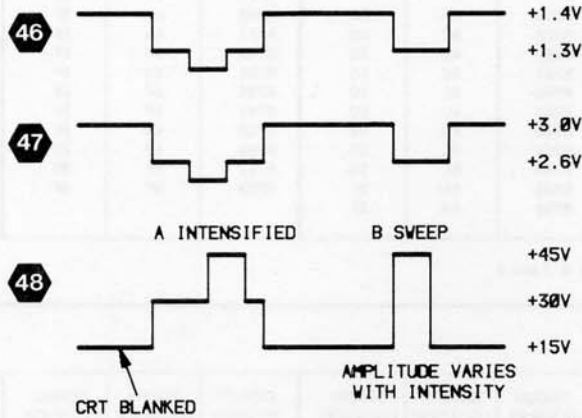 46
+1.4V
+1.3V
47
+3.0V
+2.6V
A INTENSIFIED B SWEEP
48
+45V
+30V
+15V
CRT BLANKED
AMPLITUDE VARIES
WITH INTENSITY